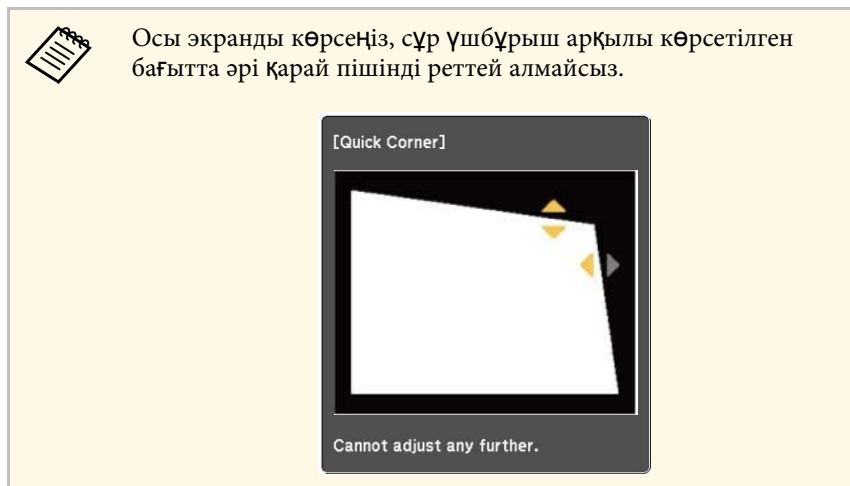 Осы экранды көрсеңіз, сұр үшбұрыш арқылы көрсетілген
бағытта әрі қарай пішінді реттей алмайсыз.
[Quick Corner]
Cannot adjust any further.